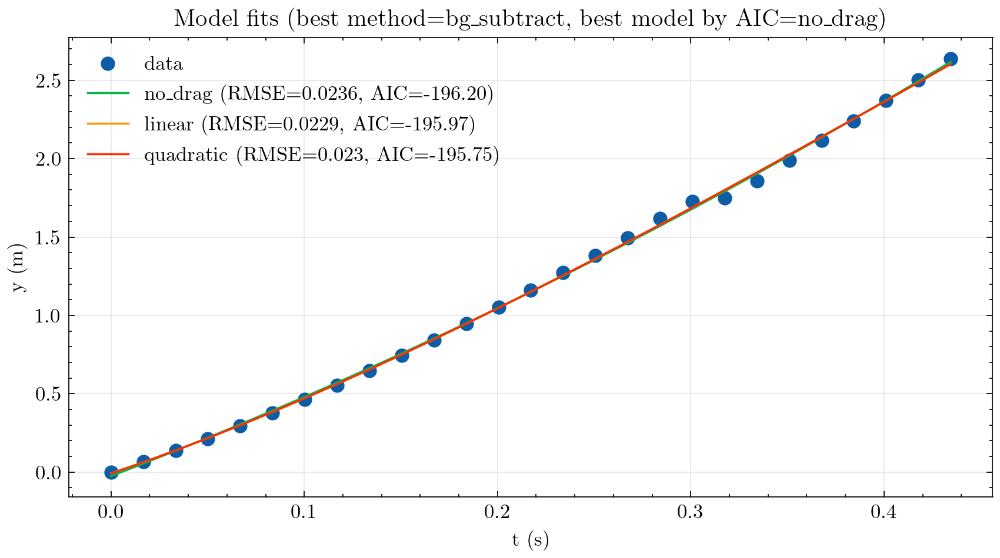 Model fits (best method=bg_subtract, best model by AIC=no_drag)
data
no_drag (RMSE=0.0236, AIC=-196.20)
linear (RMSE=0.0229, AIC=-195.97)
quadratic (RMSE=0.023, AIC=-195.75)
2.5
2.0
1.5
1.0
0.5
0.0
y (m)
0.0 0.1 0.2 0.3 0.4
t (s)